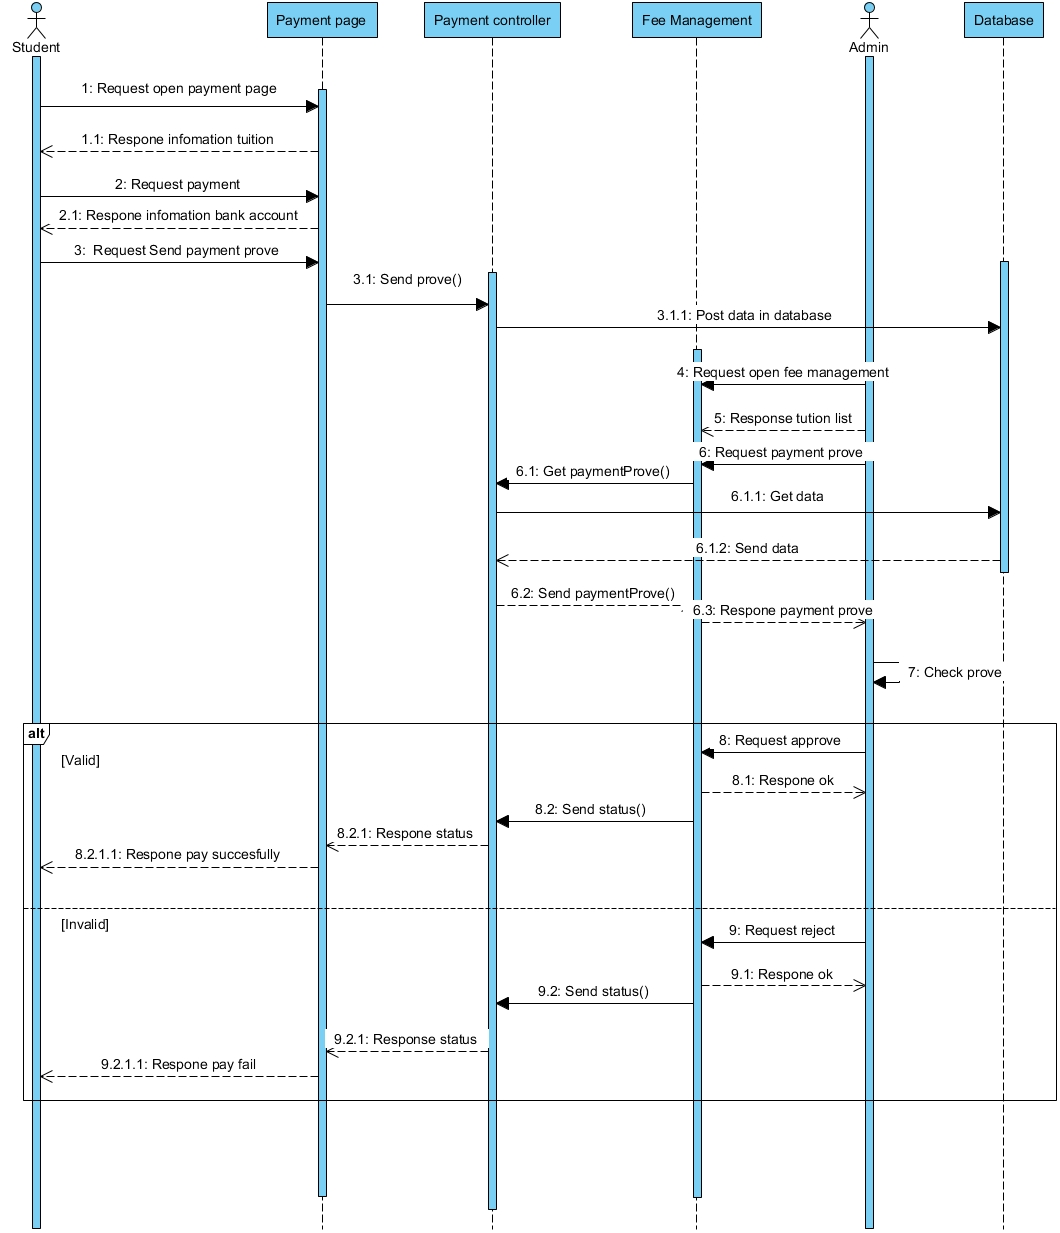 Student
Payment page
Payment controller
Fee Management
Admin
Database
1: Request open payment page
1.1: Respone infomation tuition
2: Request payment
2.1: Respone infomation bank account
3:  Request Send payment prove
3.1: Send prove()
3.1.1: Post data in database
4: Request open fee management
5: Response tution list
6: Request payment prove
6.1: Get paymentProve()
6.1.1: Get data
6.1.2: Send data
6.2: Send paymentProve()
6.3: Respone payment prove
7: Check prove
alt
[Valid]
8: Request approve
8.1: Respone ok
8.2: Send status()
8.2.1: Respone status
8.2.1.1: Respone pay succesfully
[Invalid]
9: Request reject
9.1: Respone ok
9.2: Send status()
9.2.1: Response status
9.2.1.1: Respone pay fail